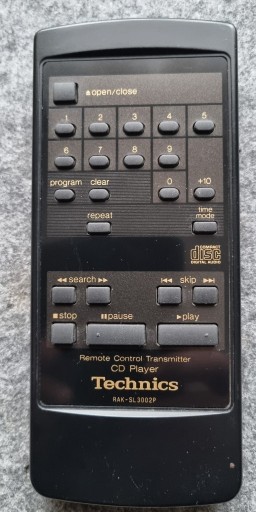 ⏏open/close
1 2 3 4 5
6 7 8 9
program clear 0 +10
repeat time mode
COMPACT
disc
DIGITAL AUDIO
◀◀ search ▶▶ |◀◀ skip ▶▶|
■stop ▮▮pause ▶play
Remote Control Transmitter
CD Player
Technics
RAK-SL3002P